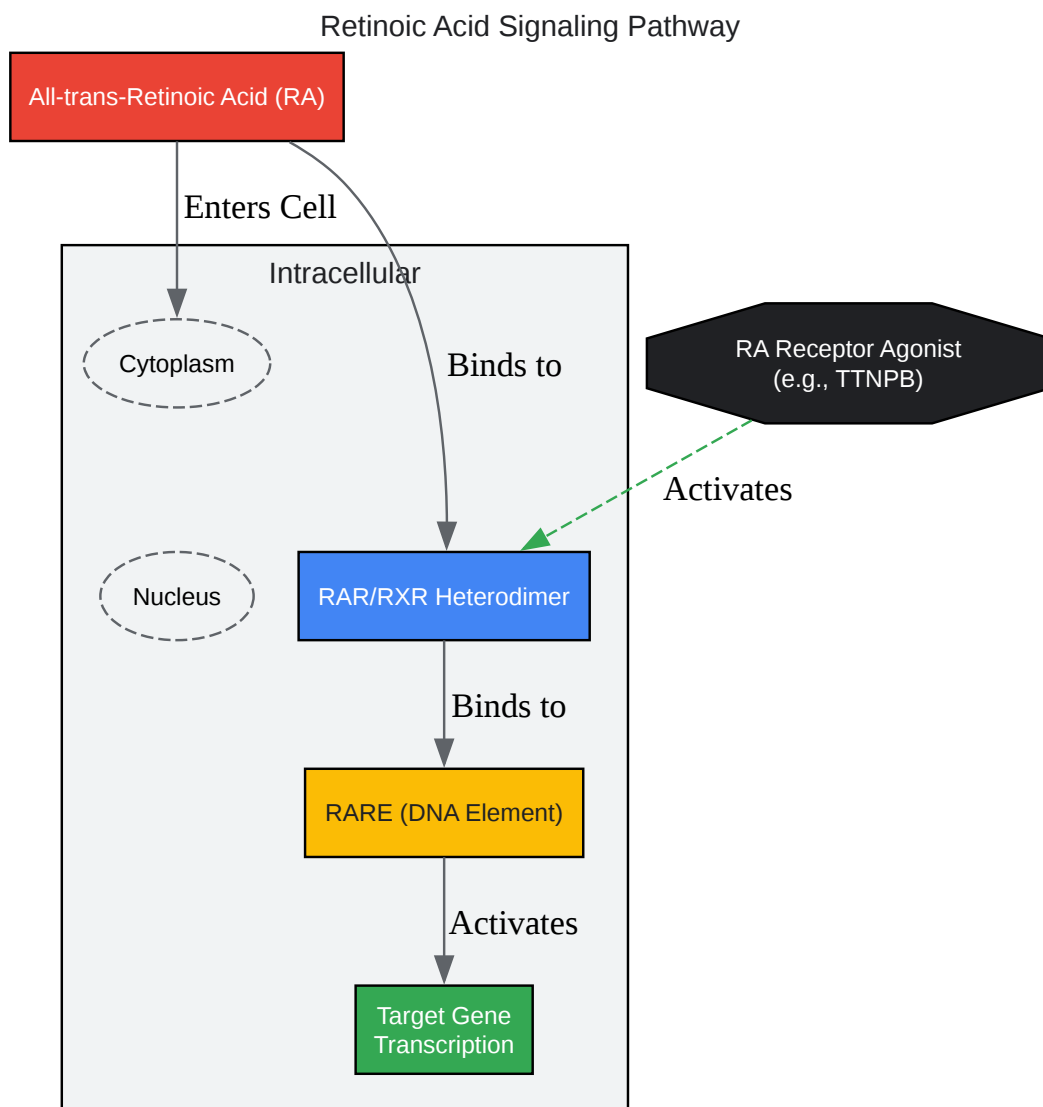 Retinoic Acid Signaling Pathway
All-trans-Retinoic Acid (RA)
Enters Cell
Intracellular
Cytoplasm
Binds to
RA Receptor Agonist
(e.g., TTNPB)
Activates
Nucleus
RAR/RXR Heterodimer
Binds to
RARE (DNA Element)
Activates
Target Gene
Transcription